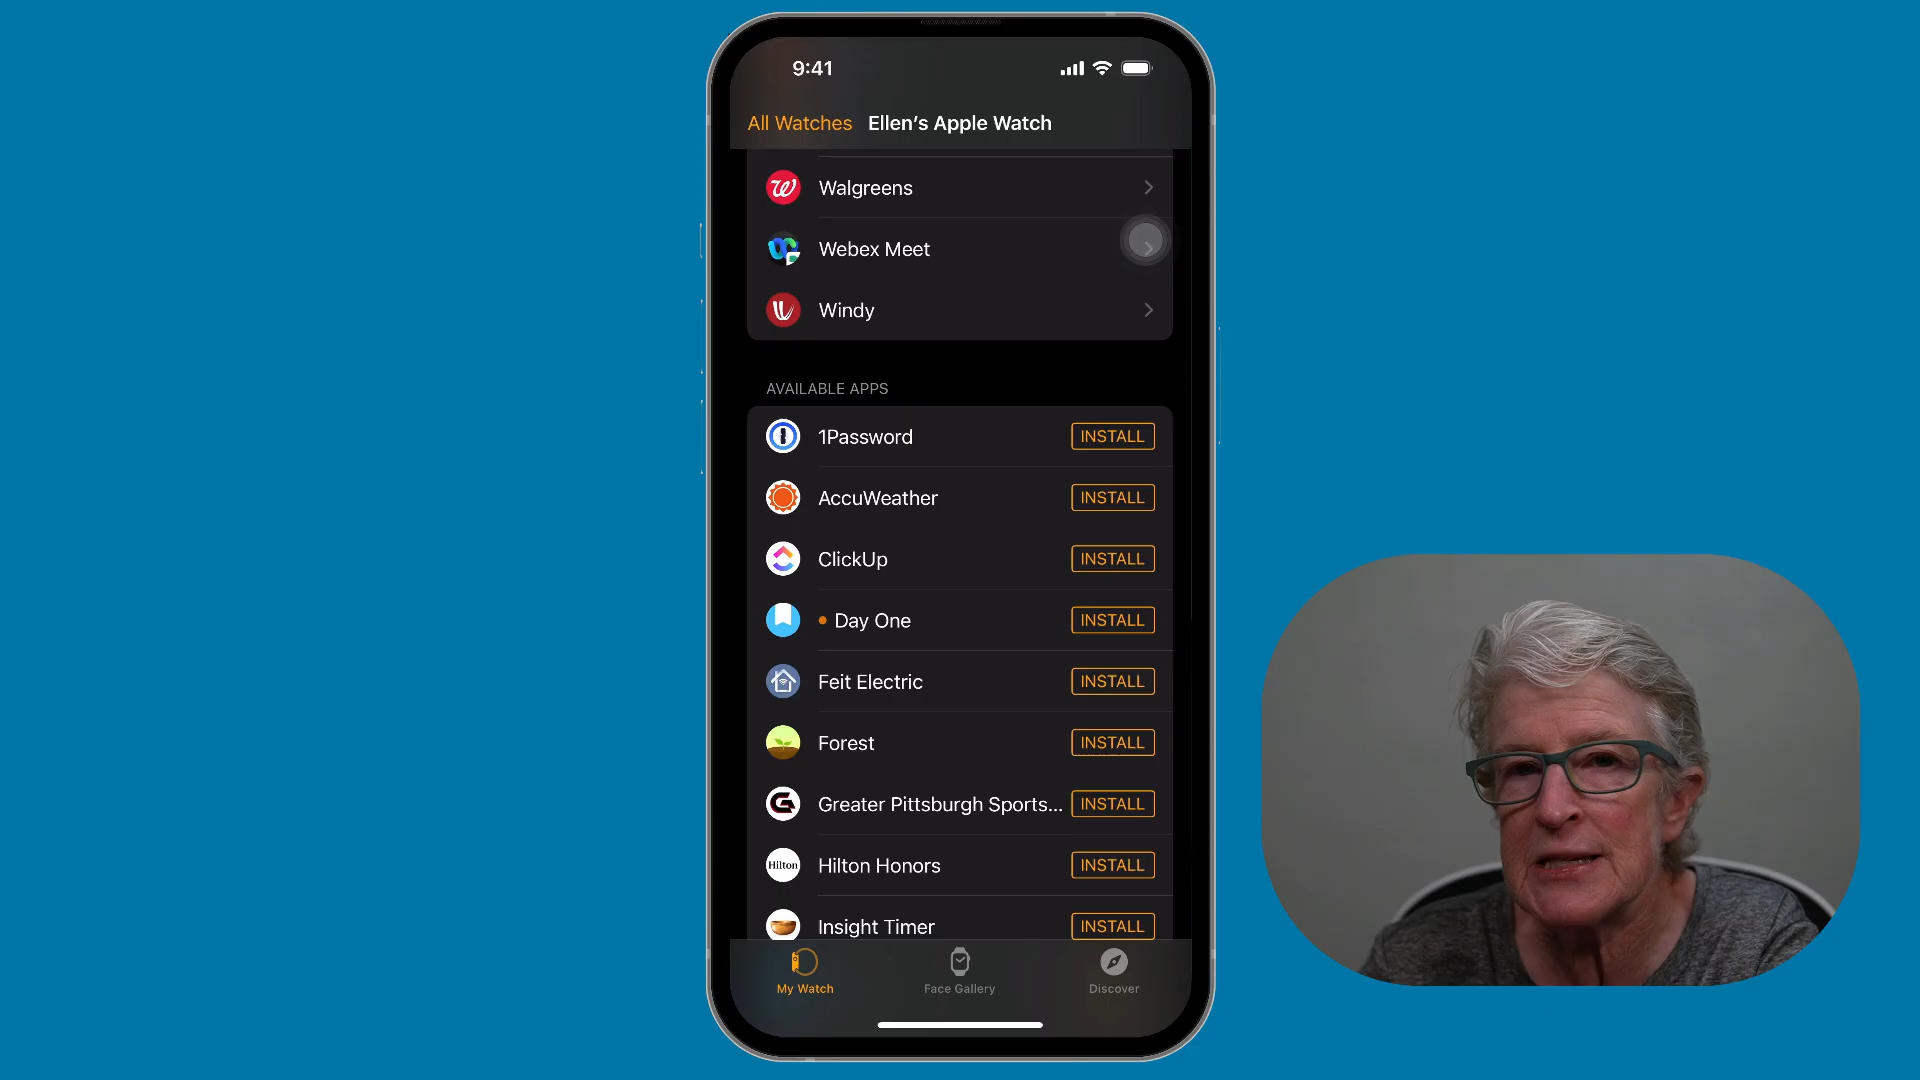 9:41
All Watches Ellen’s Apple Watch
Walgreens
Webex Meet
Windy
AVAILABLE APPS
1Password INSTALL
AccuWeather INSTALL
ClickUp INSTALL
Day One INSTALL
Feit Electric INSTALL
Forest INSTALL
Greater Pittsburgh Sports... INSTALL
Hilton Hilton Honors INSTALL
Insight Timer INSTALL
My Watch Face Gallery Discover